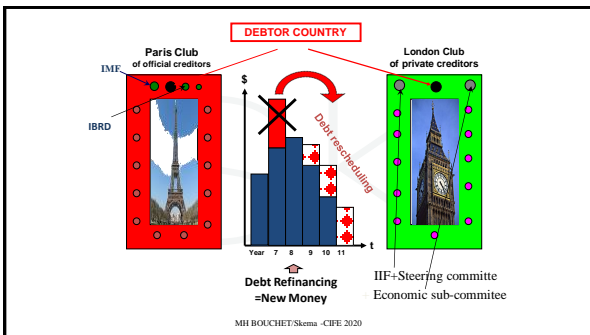 DEBTOR COUNTRY
Paris Club
of official creditors
London Club
of private creditors
IMF
IBRD
$
Debt rescheduling
t
Year 7 8 9 10 11
Debt Refinancing
=New Money
IIF+Steering committe
Economic sub-commitee
MH BOUCHET/Skema -CIFE 2020